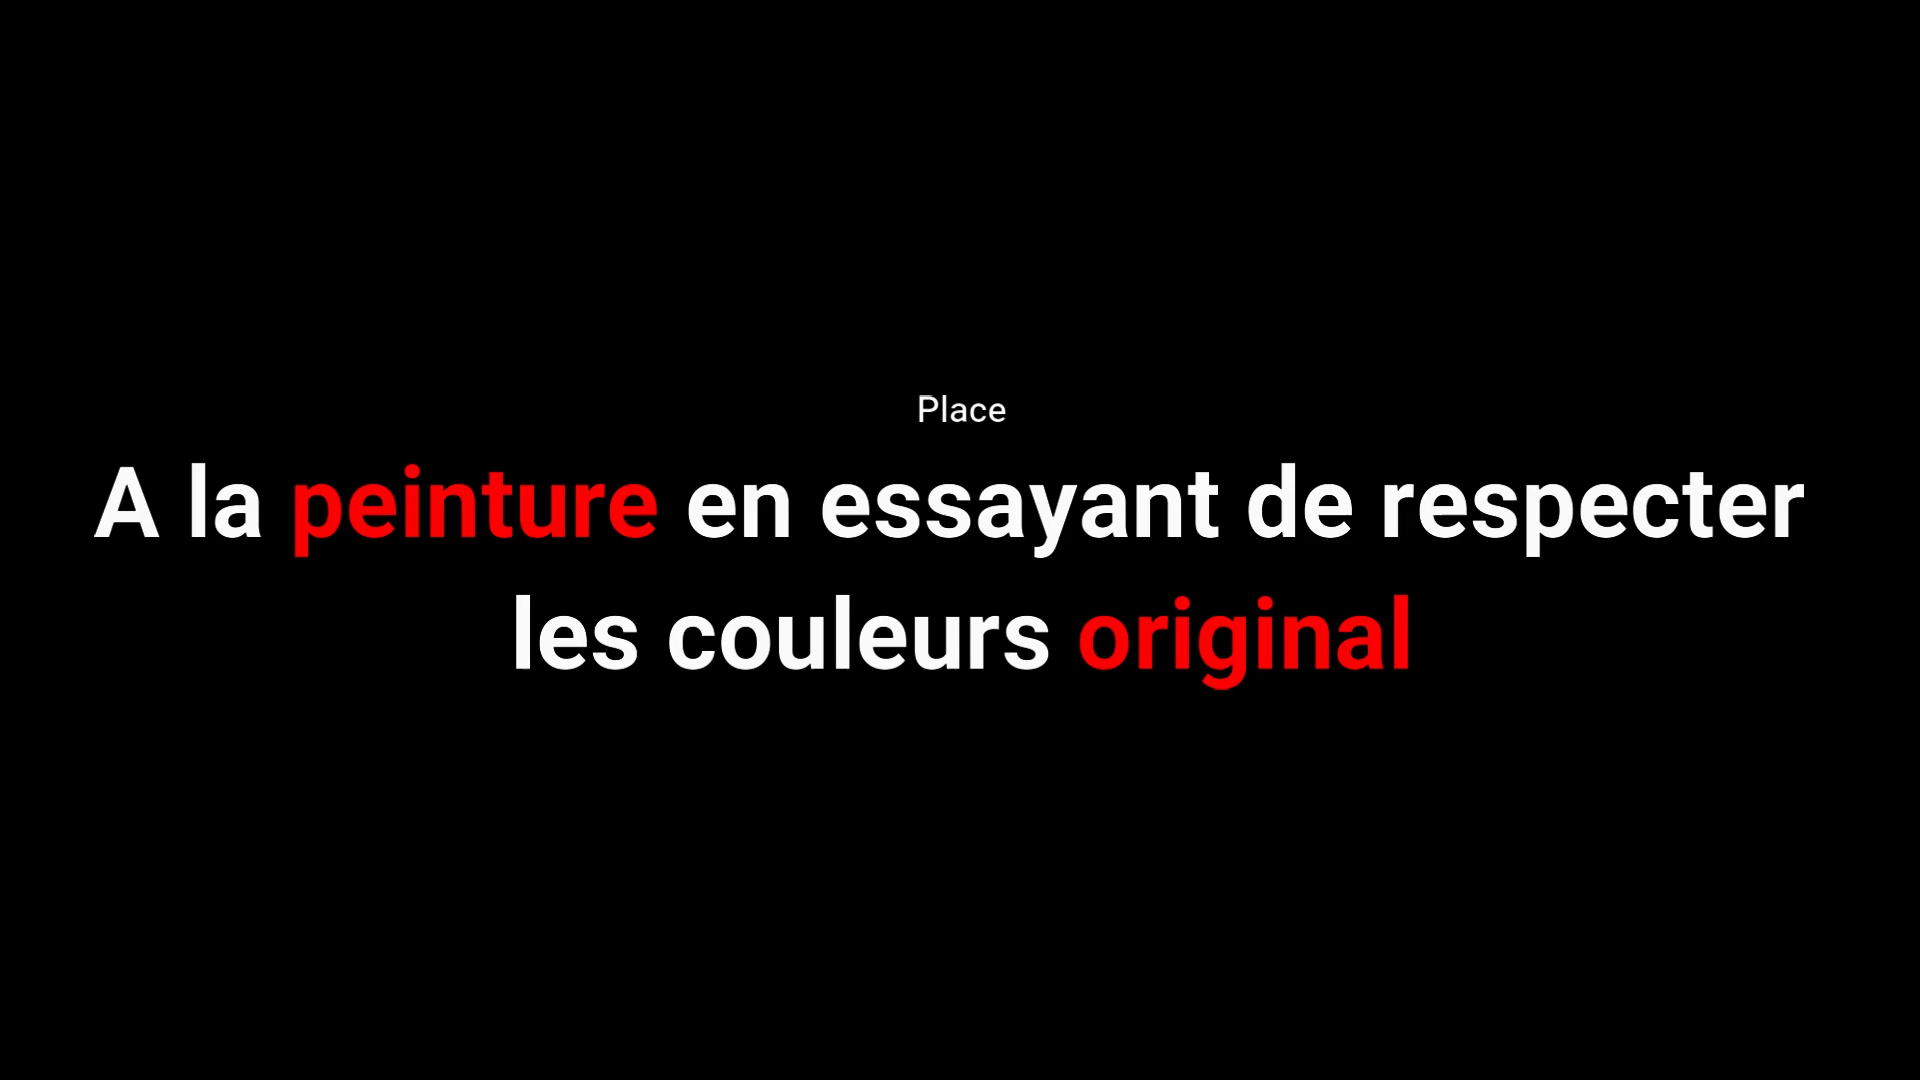 Place
A la peinture en essayant de respecter
les couleurs original